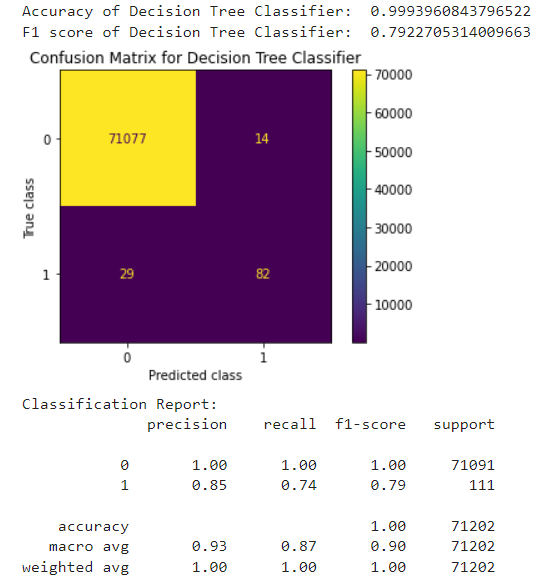 Accuracy of Decision Tree Classifier:  0.9993960843796522
F1 score of Decision Tree Classifier:  0.7922705314009663
Confusion Matrix for Decision Tree Classifier
70000
60000
50000
40000
30000
20000
10000
True class
0
71077
14
1
29
82
0 1
Predicted class
Classification Report:
precision recall f1-score support
0 1.00 1.00 1.00 71091
1 0.85 0.74 0.79 111
accuracy 1.00 71202
macro avg 0.93 0.87 0.90 71202
weighted avg 1.00 1.00 1.00 71202